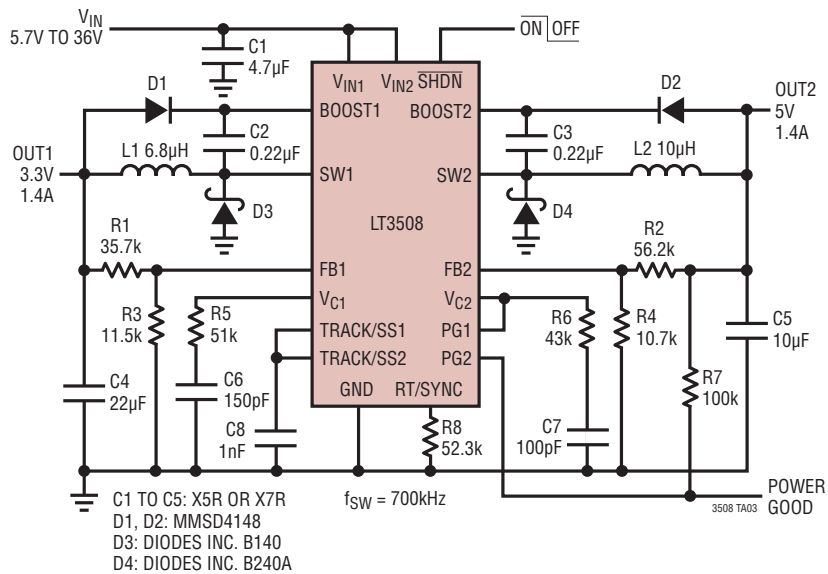 VIN
5.7V TO 36V
C1
4.7µF
ON OFF
VIN1
VIN2
SHDN
D1
D2
BOOST1
BOOST2
OUT2
5V
1.4A
C2
0.22µF
C3
0.22µF
OUT1
3.3V
1.4A
L1 6.8µH
L2 10µH
SW1
SW2
D3
D4
LT3508
R1
35.7k
R2
56.2k
FB1
FB2
VC1
VC2
R3
11.5k
R5
51k
TRACK/SS1
TRACK/SS2
PG1
PG2
R6
43k
R4
10.7k
C5
10µF
C4
22µF
C6
150pF
GND
RT/SYNC
R7
100k
C8
1nF
R8
52.3k
C7
100pF
fSW = 700kHz
POWER
GOOD
3508 TA03
C1 TO C5: X5R OR X7R
D1, D2: MMSD4148
D3: DIODES INC. B140
D4: DIODES INC. B240A